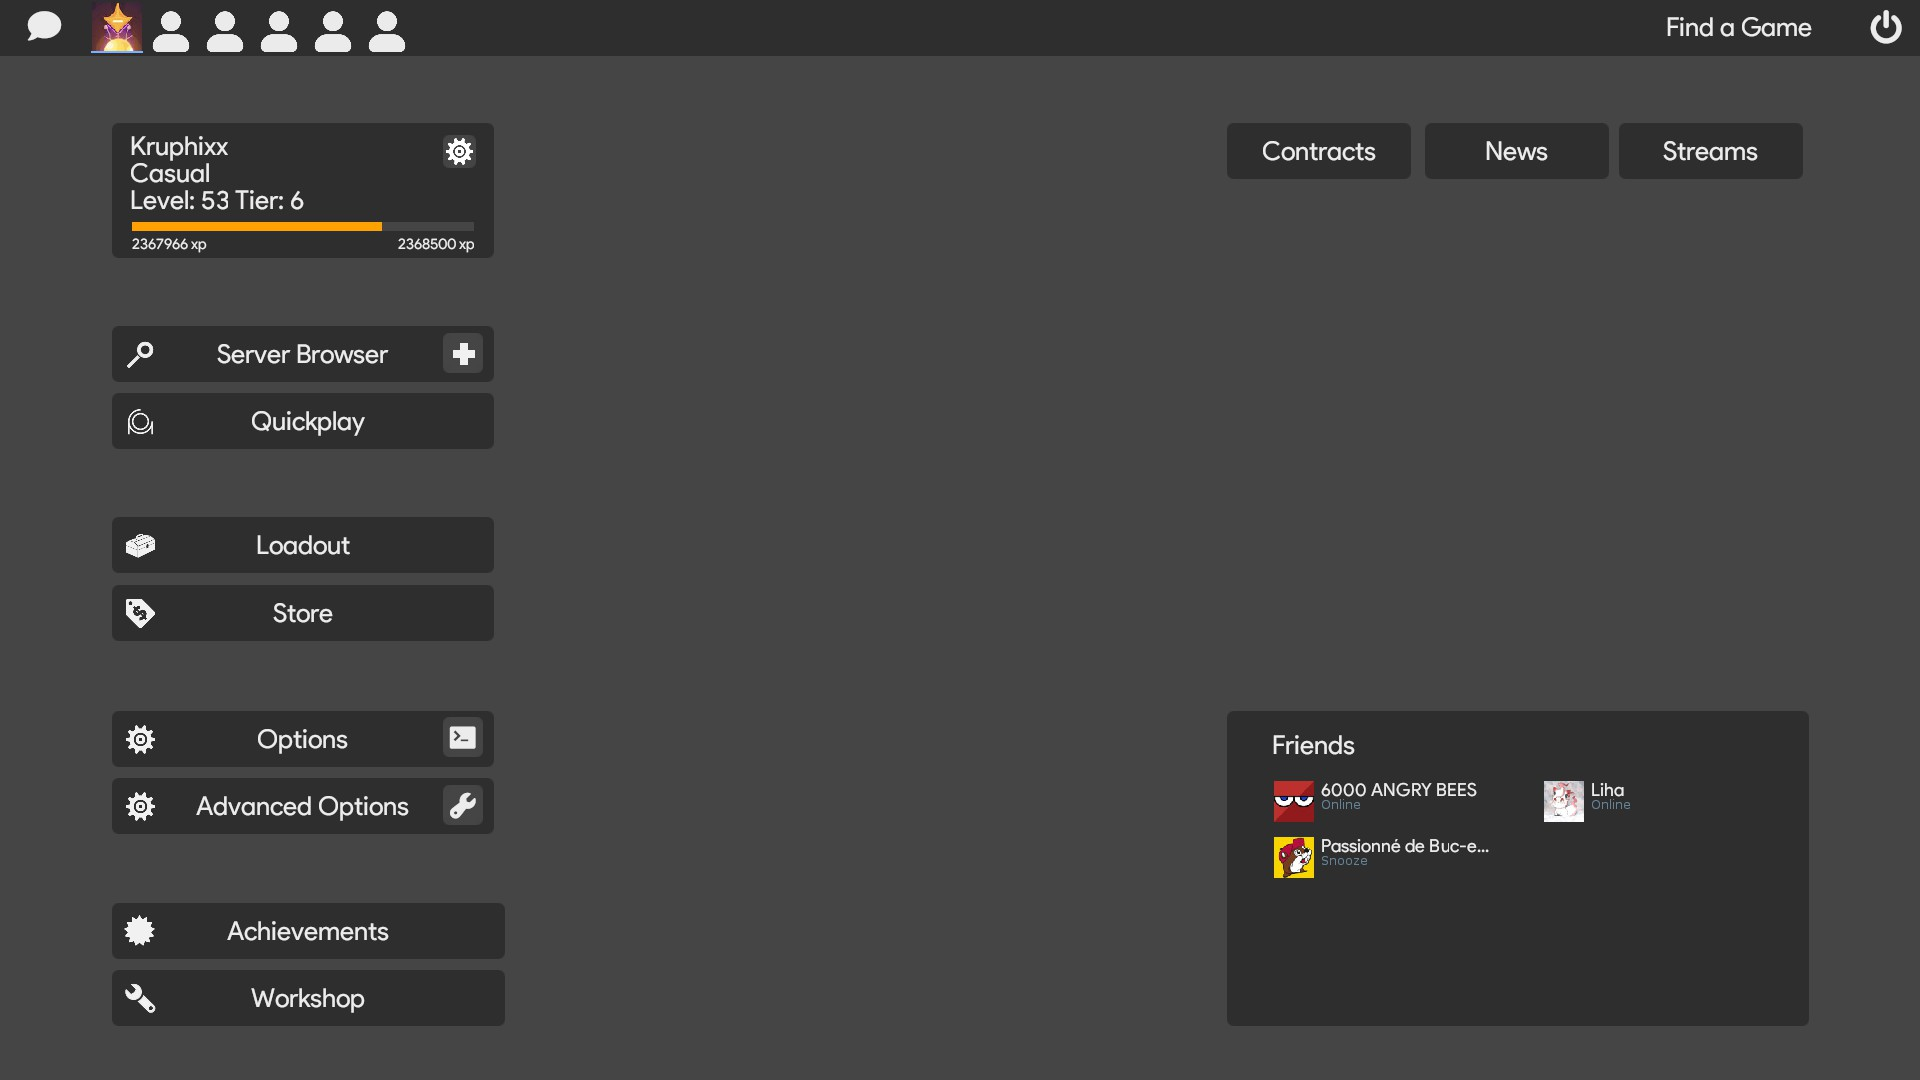 Find a Game
Kruphixx
Casual
Level: 53 Tier: 6
2367966 xp
2368500 xp
Contracts
News
Streams
Server Browser
Quickplay
Loadout
Store
Options
Advanced Options
Achievements
Workshop
Friends
6000 ANGRY BEES
Online
Liha
Online
Passionné de Buc-e...
Snooze